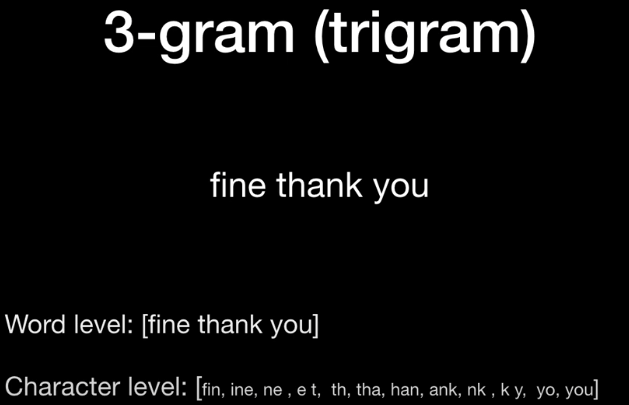 3-gram (trigram)
fine thank you
Word level: [fine thank you]
Character level: [fin, ine, ne , e t,  th, tha, han, ank, nk , k y,  yo, you]